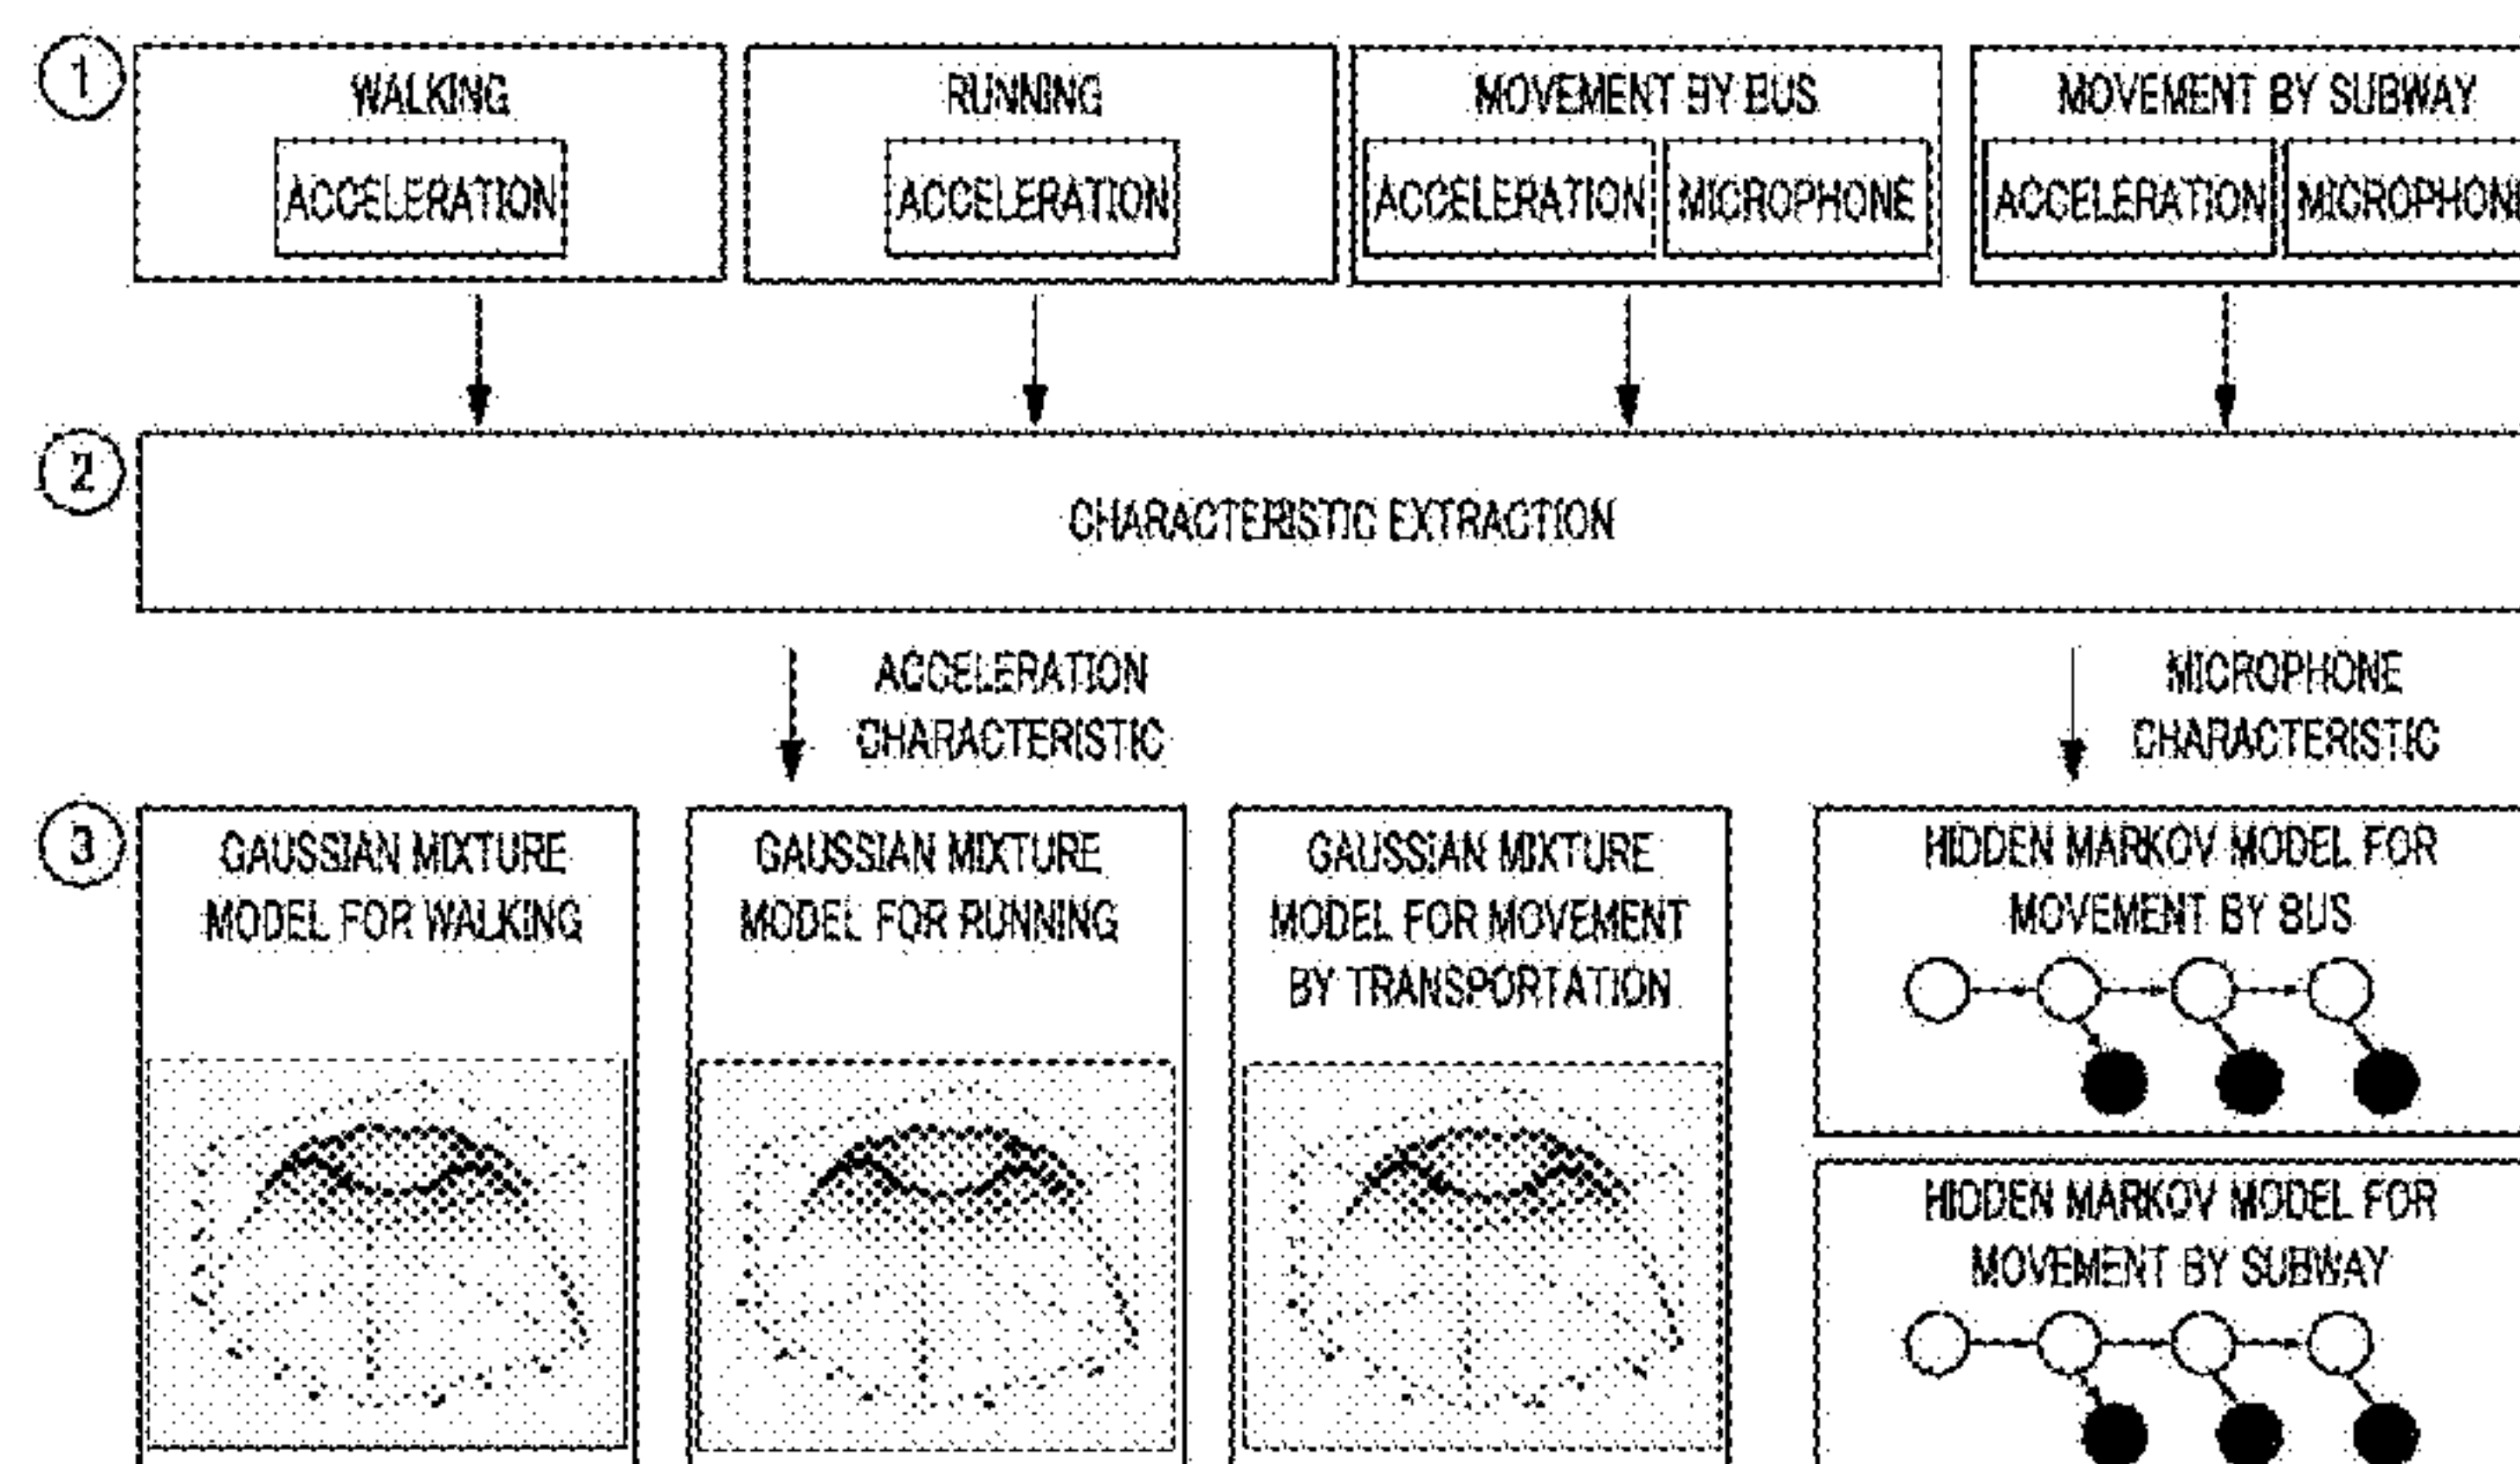 1
WALKING
ACCELERATION
RUNNING
ACCELERATION
MOVEMENT BY BUS
ACCELERATION MICROPHONE
MOVEMENT BY SUBWAY
ACCELERATION MICROPHON
2
CHARACTERISTIC EXTRACTION
ACCELERATION
CHARACTERISTIC
MICROPHONE
CHARACTERISTIC
3
GAUSSIAN MIXTURE
MODEL FOR WALKING
GAUSSIAN MIXTURE
MODEL FOR RUNNING
GAUSSIAN MIXTURE
MODEL FOR MOVEMENT
BY TRANSPORTATION
HIDDEN MARKOV MODEL FOR
MOVEMENT BY BUS
HIDDEN MARKOV MODEL FOR
MOVEMENT BY SUBWAY